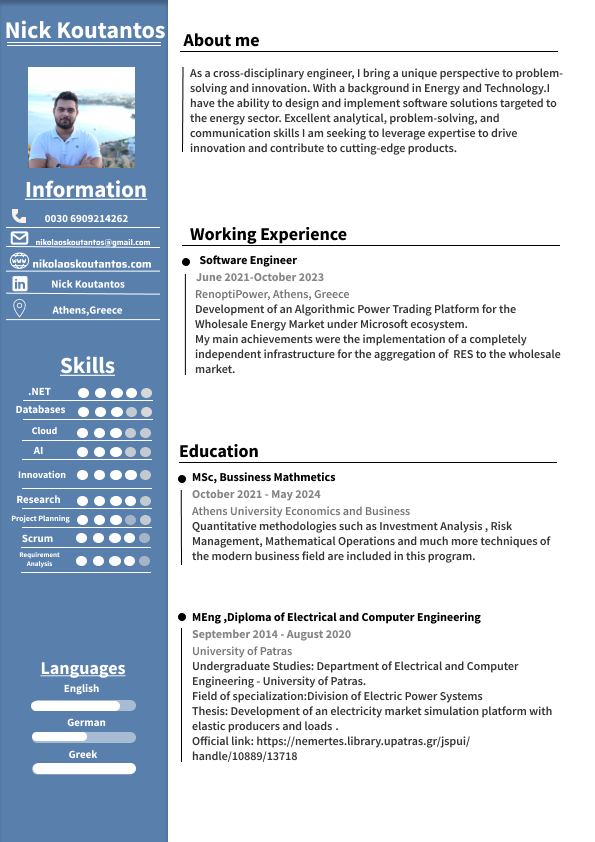 Nick Koutantos
Information
0030 6909214262
nikolaoskoutantos@gmail.com
nikolaoskoutantos.com
Nick Koutantos
Athens,Greece
Skills
.NET
Databases
Cloud
AI
Innovation
Research
Project Planning
Scrum
Requirement
Analysis
Languages
English
German
Greek
About me
As a cross-disciplinary engineer, I bring a unique perspective to problem-
solving and innovation. With a background in Energy and Technology.I
have the ability to design and implement software solutions targeted to
the energy sector. Excellent analytical, problem-solving, and
communication skills I am seeking to leverage expertise to drive
innovation and contribute to cutting-edge products.
Working Experience
Software Engineer
June 2021-October 2023
RenoptiPower, Athens, Greece
Development of an Algorithmic Power Trading Platform for the
Wholesale Energy Market under Microsoft ecosystem.
My main achievements were the implementation of a completely
independent infrastructure for the aggregation of RES to the wholesale
market.
Education
MSc, Bussiness Mathmetics
October 2021 - May 2024
Athens University Economics and Business
Quantitative methodologies such as Investment Analysis , Risk
Management, Mathematical Operations and much more techniques of
the modern business field are included in this program.
MEng ,Diploma of Electrical and Computer Engineering
September 2014 - August 2020
University of Patras
Undergraduate Studies: Department of Electrical and Computer
Engineering - University of Patras.
Field of specialization:Division of Electric Power Systems
Thesis: Development of an electricity market simulation platform with
elastic producers and loads .
Official link: https://nemertes.library.upatras.gr/jspui/
handle/10889/13718